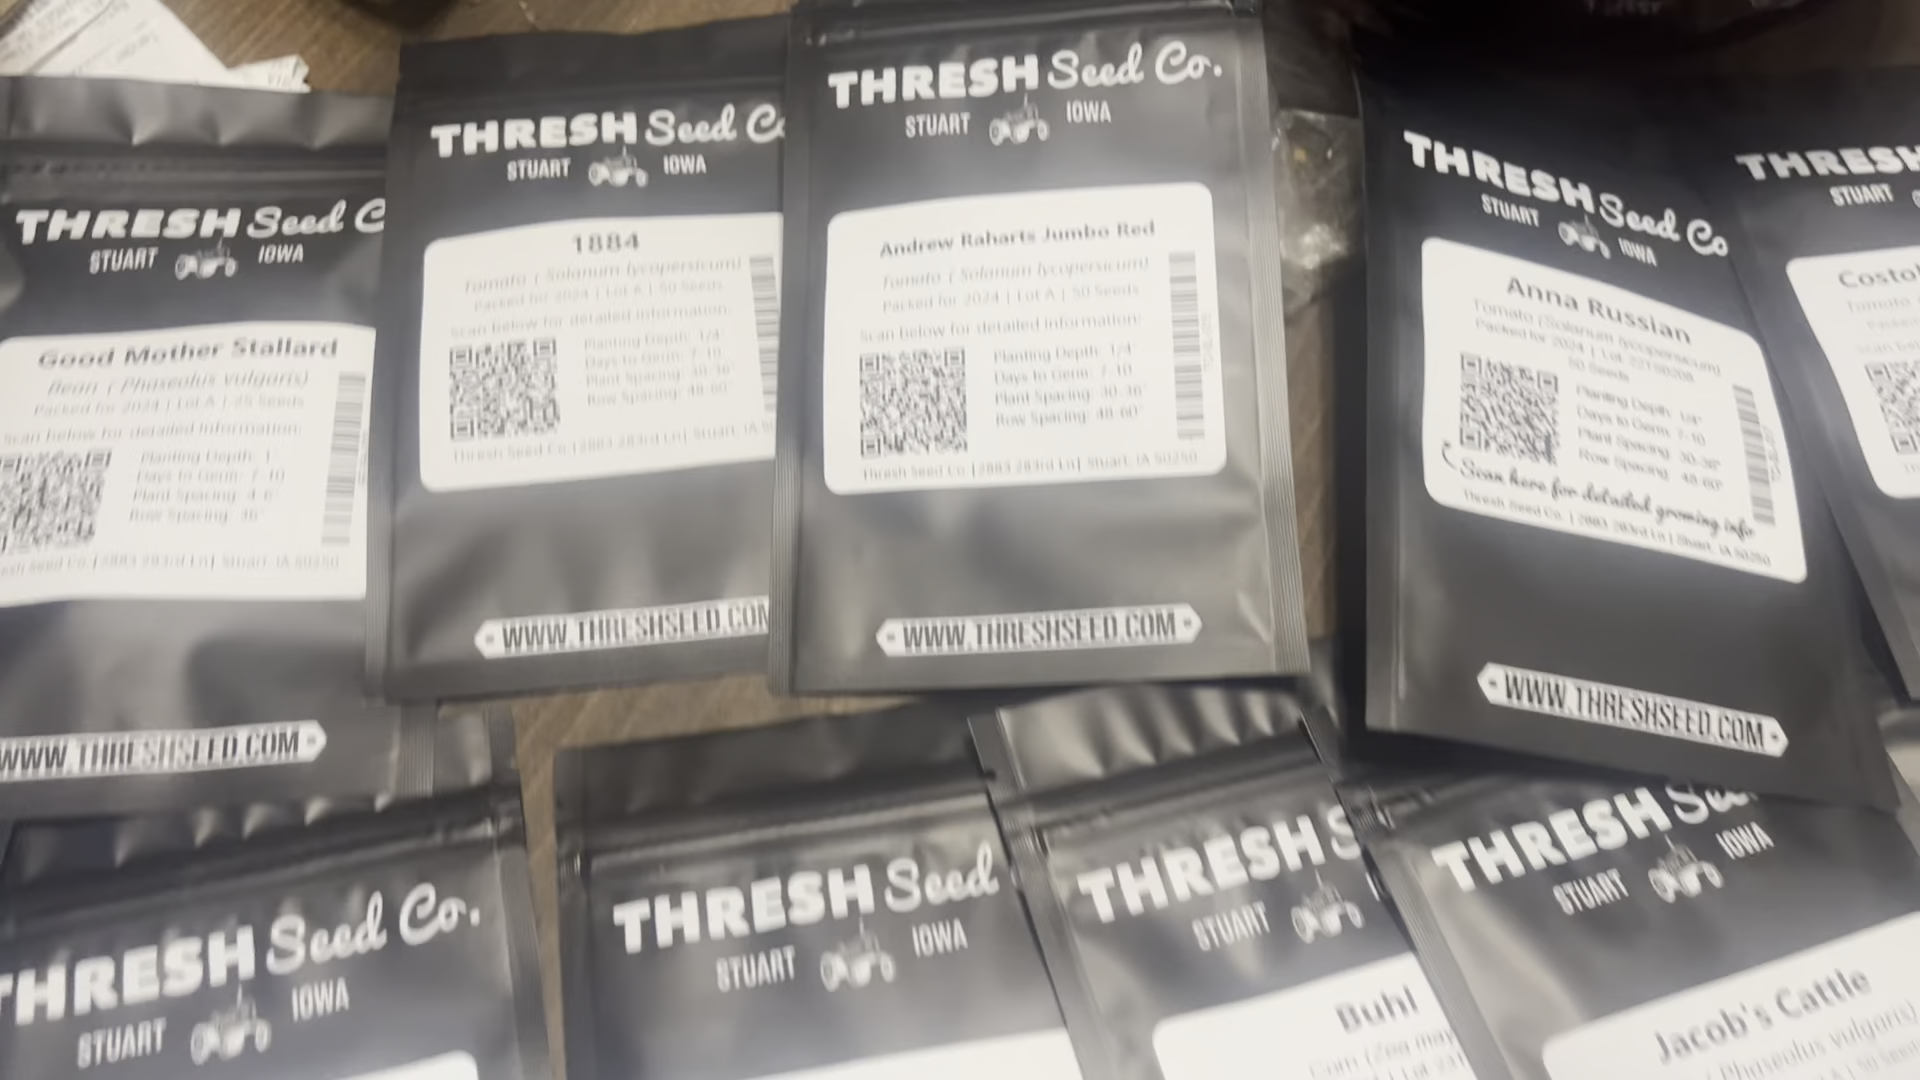 THRESH Seed C
STUART IOWA
Good Mother Stallard
Bean ( Phaseolus vulgaris)
Packed for 2024 | Lot A | 25 Seeds
Scan below for detailed information:
Planting Depth: 1"
Days to Germ: 7-10
Plant Spacing: 4-6"
Row Spacing: 36"
Seed Co. | 2883 283rd Ln | Stuart, IA 50250
WWW.THRESHSEED.COM
THRESH Seed Co
STUART IOWA
1884
Tomato ( Solanum lycopersicum)
Packed for 2024 | Lot A | 50 Seeds
Scan below for detailed information:
Planting Depth: 1/4"
Days to Germ: 7-10
Plant Spacing: 30-36"
Row Spacing: 48-60"
Thresh Seed Co. | 2883 283rd Ln | Stuart, IA 5
WWW.THRESHSEED.COM
THRESH Seed Co.
STUART IOWA
Andrew Raharts Jumbo Red
Tomato ( Solanum lycopersicum)
Packed for 2024 | Lot A | 50 Seeds
Scan below for detailed information:
Planting Depth: 1/4"
Days to Germ: 7-10
Plant Spacing: 30-36"
Row Spacing: 48-60"
Thresh Seed Co. | 2883 283rd Ln | Stuart, IA 50250
WWW.THRESHSEED.COM
THRESH Seed Co
STUART IOWA
Anna Russian
Tomato (Solanum lycopersicum)
Packed for 2024 | Lot
50 Seeds
Planting Depth: 1/4"
Days to Germ: 7-10
Plant Spacing: 30-36"
Row Spacing: 48-60"
Scan here for detailed growing info
Thresh Seed Co. | 2883 283rd Ln | Stuart, IA 50250
WWW.THRESHSEED.COM
THRESH
STUART
Costol
Tomato
THRESH Seed Co.
STUART IOWA
THRESH Seed
STUART IOWA
THRESH S
STUART
Buhl
Corn (Zea may
THRESH See
STUART IOWA
Jacob's Cattle
Phaseolus vulgaris)
50 Seeds